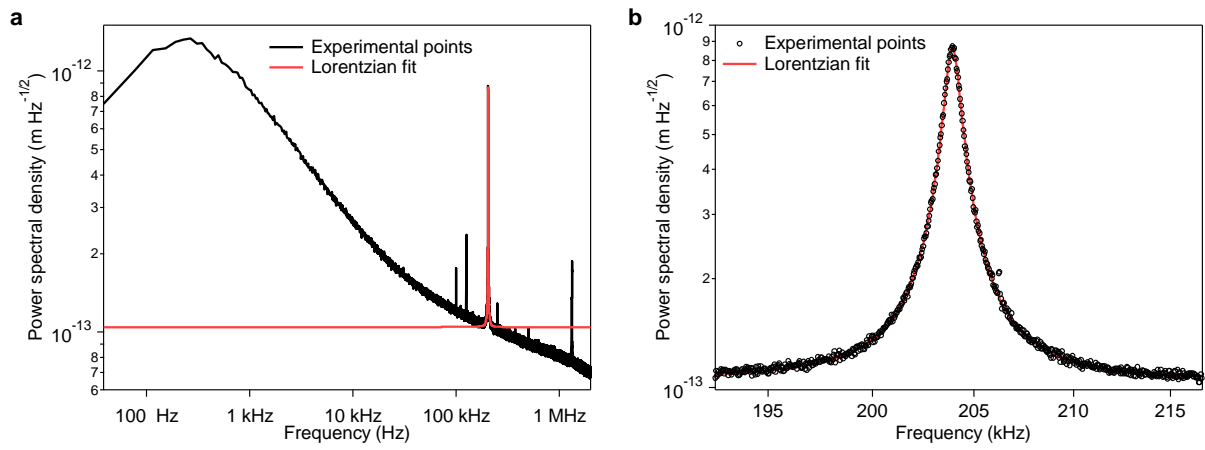 a
Experimental points
Lorentzian fit
Power spectral density (m Hz-1/2)
10-12
8
7
6
5
4
3
2
10-13
9
8
7
6
100 Hz
1 kHz
10 kHz
100 kHz
1 MHz
Frequency (Hz)
b
Experimental points
Lorentzian fit
Power spectral density (m Hz-1/2)
10-12
9
8
7
6
5
4
3
2
10-13
195
200
205
210
215
Frequency (kHz)